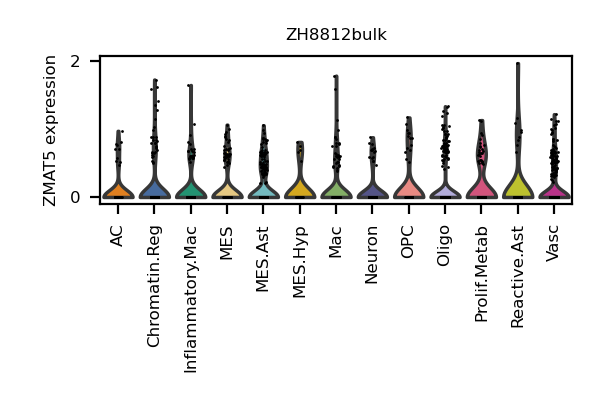 ZH8812bulk
ZMAT5 expression
2
0
AC
Chromatin.Reg
Inflammatory.Mac
MES
MES.Ast
MES.Hyp
Mac
Neuron
OPC
Oligo
Prolif.Metab
Reactive.Ast
Vasc